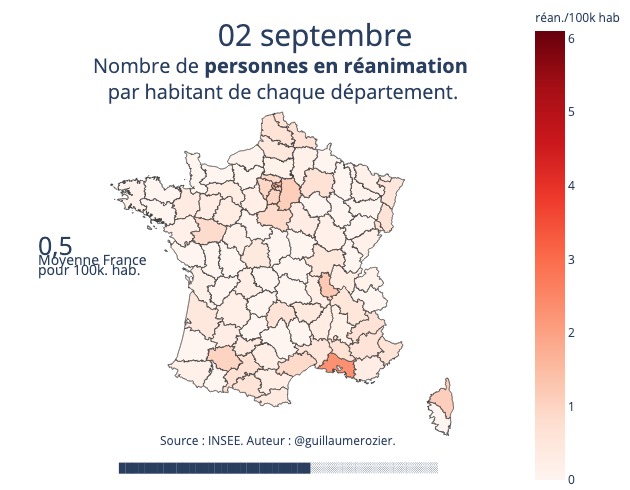 02 septembre
Nombre de personnes en réanimation
par habitant de chaque département.
réan./100k hab
6
5
4
3
2
1
0
0,5
Moyenne France
pour 100k. hab.
Source : INSEE. Auteur : @guillaumerozier.